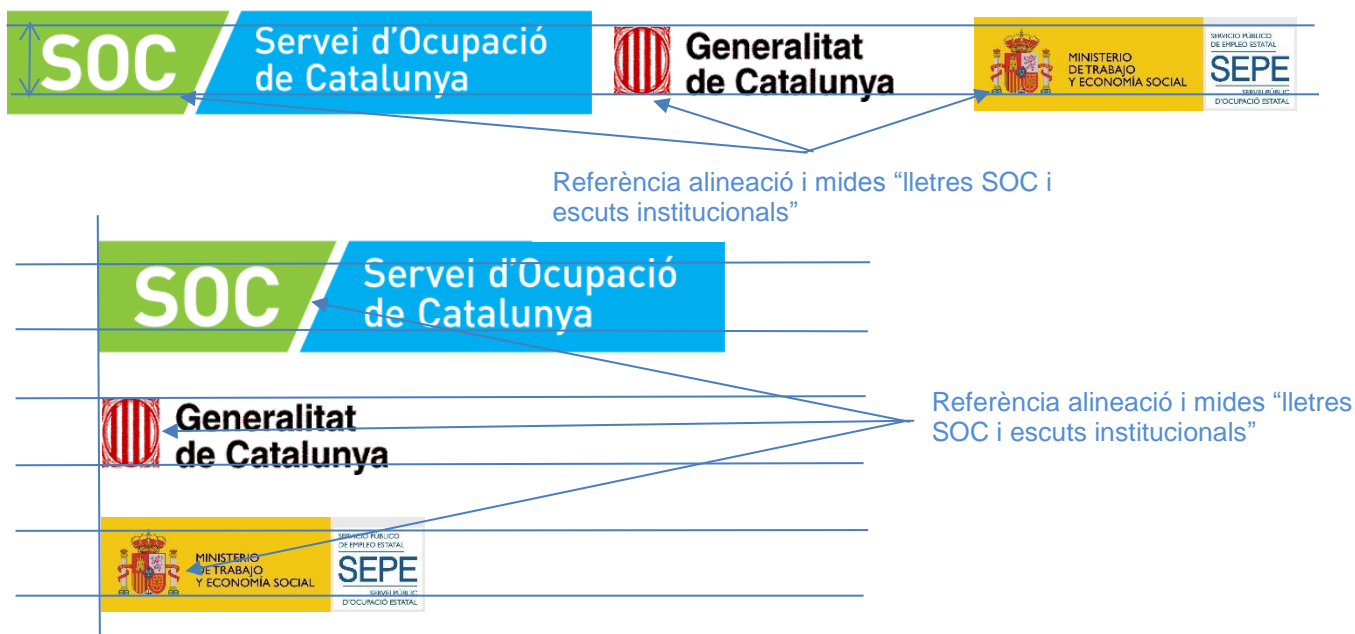 SOC
Servei d'Ocupació
de Catalunya
Generalitat
de Catalunya
MINISTERIO
DE TRABAJO
Y ECONOMÍA SOCIAL
SERVICIO PÚBLICO
DE EMPLEO ESTATAL
SEPE
SERVEI PÚBLIC
D'OCUPACIÓ ESTATAL
Referència alineació i mides “lletres SOC i
escuts institucionals”
SOC
Servei d'Ocupació
de Catalunya
Generalitat
de Catalunya
Referència alineació i mides “lletres
SOC i escuts institucionals”
MINISTERIO
DE TRABAJO
Y ECONOMÍA SOCIAL
SERVICIO PÚBLICO
DE EMPLEO ESTATAL
SEPE
SERVEI PÚBLIC
D'OCUPACIÓ ESTATAL